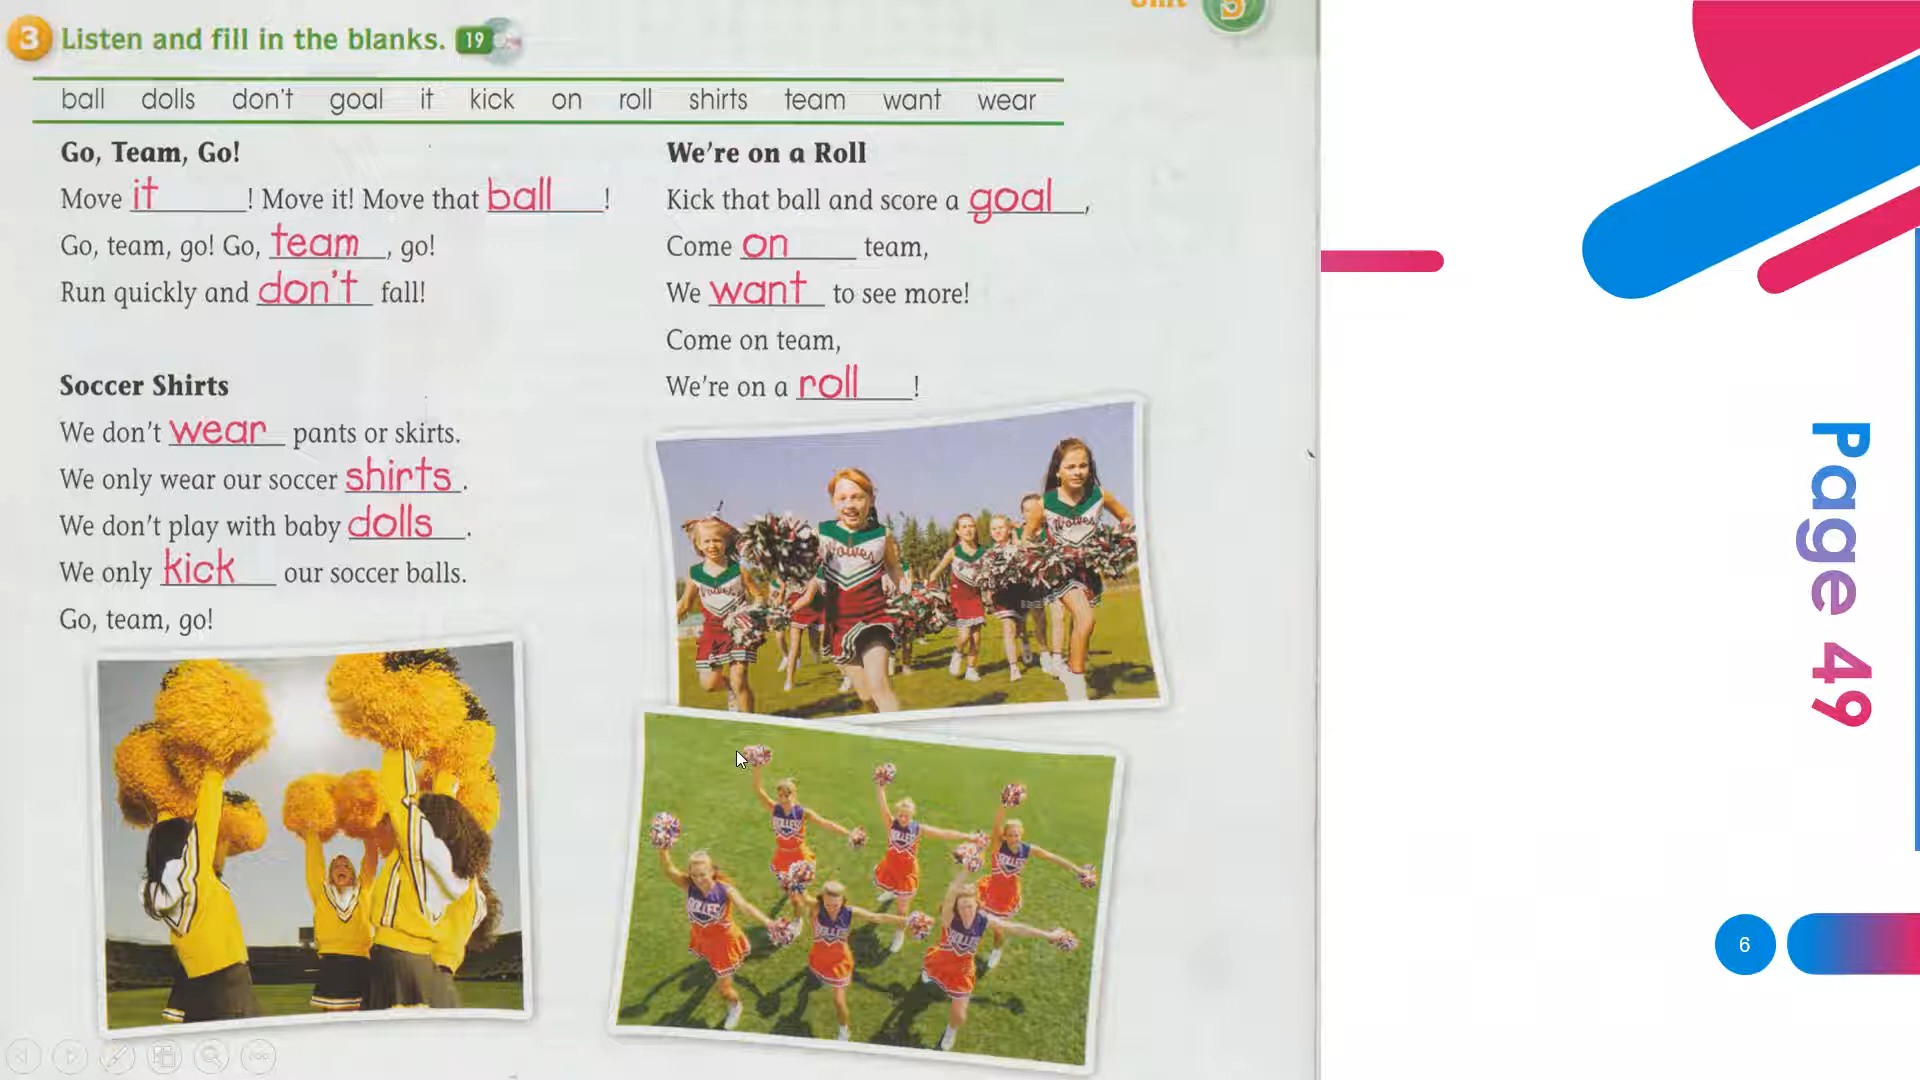 Unit 5
3 Listen and fill in the blanks. 19
ball dolls don't goal it kick on roll shirts team want wear
Go, Team, Go!
Move it! Move it! Move that ball!
Go, team, go! Go, team, go!
Run quickly and don't fall!
Soccer Shirts
We don't wear pants or skirts.
We only wear our soccer shirts.
We don't play with baby dolls.
We only kick our soccer balls.
Go, team, go!
We're on a Roll
Kick that ball and score a goal,
Come on team,
We want to see more!
Come on team,
We're on a roll!
Wolves
Wolves
Page 49
6